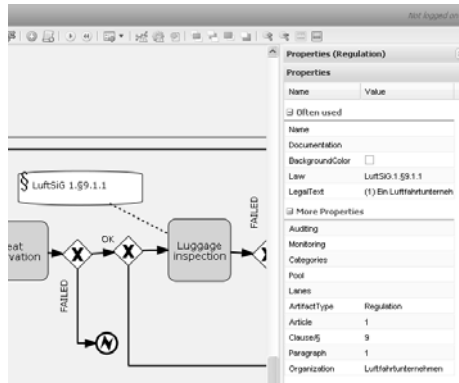 Not logged on
Properties (Regulation)
Properties
Name Value
Often used
Name
Documentation
BackgroundColor
Law LuftSiG.1.§9.1.1
LegalText (1) Ein Luftfahrtunterneh
More Properties
Auditing
Monitoring
Categories
Pool
Lanes
ArtifactType Regulation
Article 1
Clause/§ 9
Paragraph 1
Organization Luftfahrtunternehmen
§ LuftSiG 1.§9.1.1
eat
rvation
X
OK
X
Luggage
inspection
FAILED
FAILED